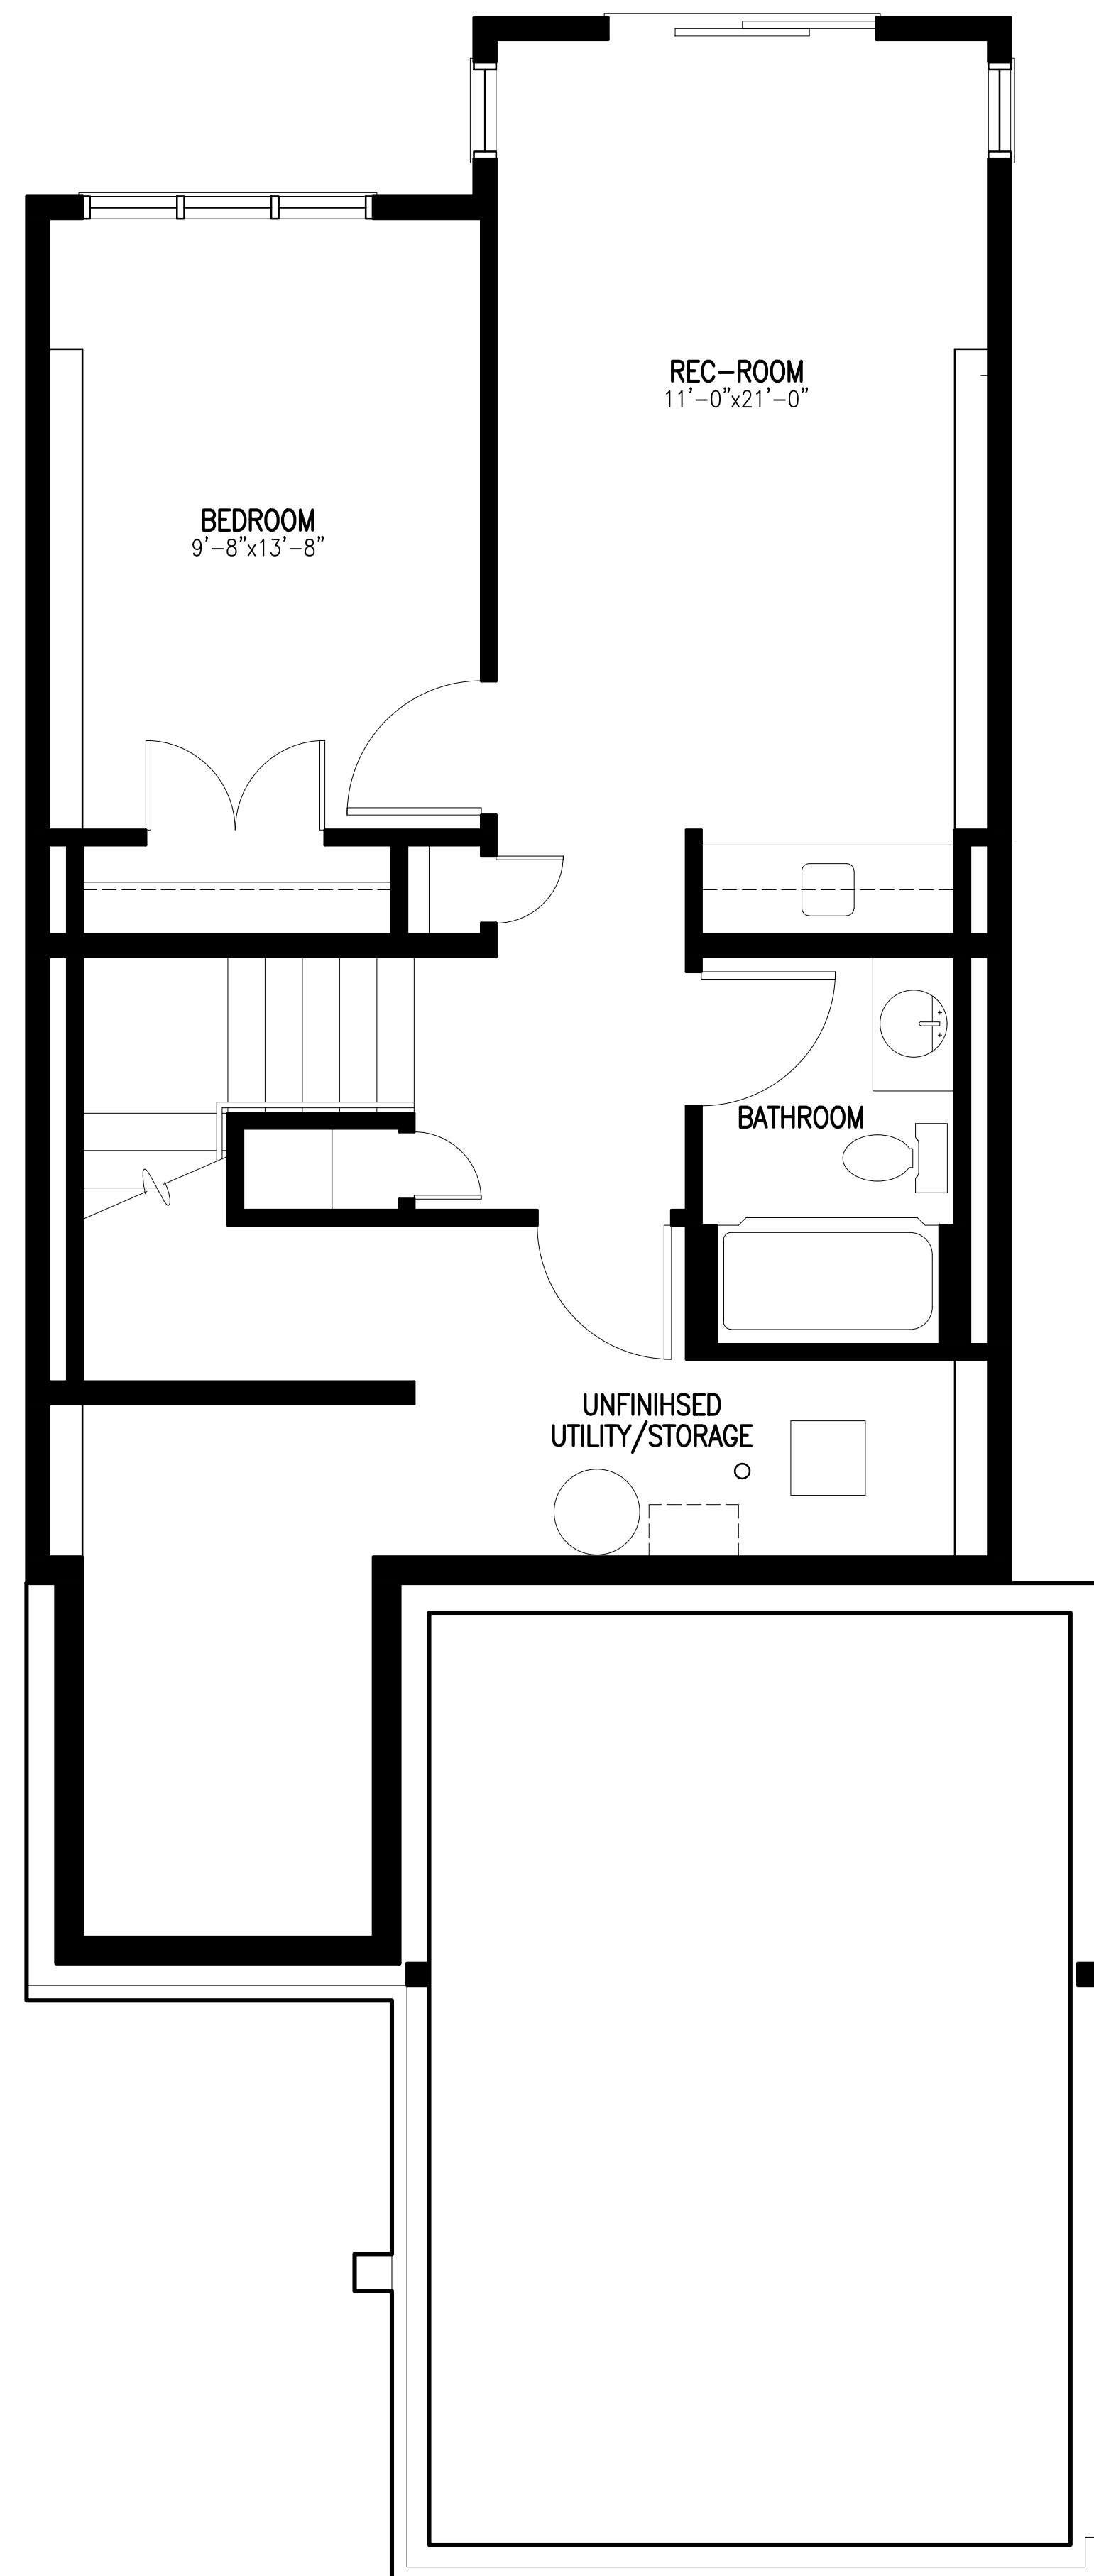 REC-ROOM
11'-0"x21'-0"
BEDROOM
9'-8"x13'-8"
BATHROOM
UNFINIHSED
UTILITY/STORAGE